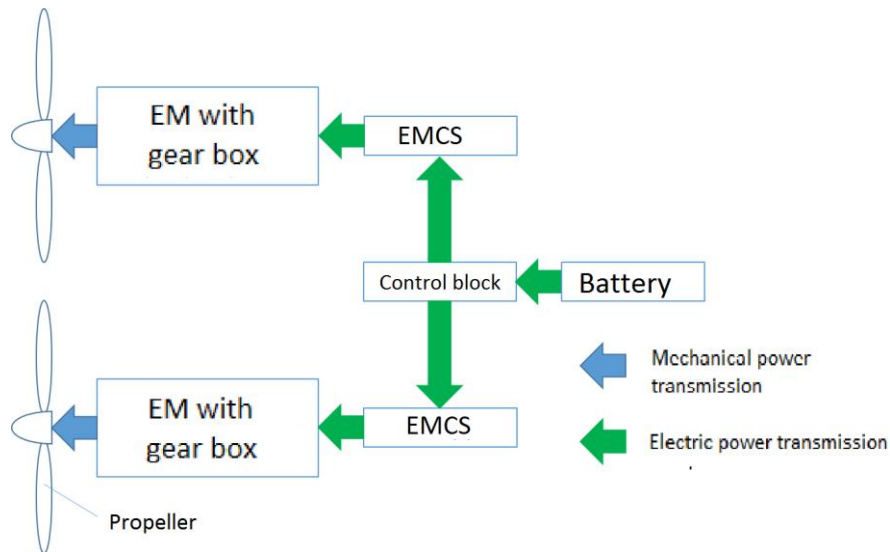 EM with
gear box
EMCS
Control block
Battery
Mechanical power
transmission
EM with
gear box
EMCS
Electric power transmission
Propeller